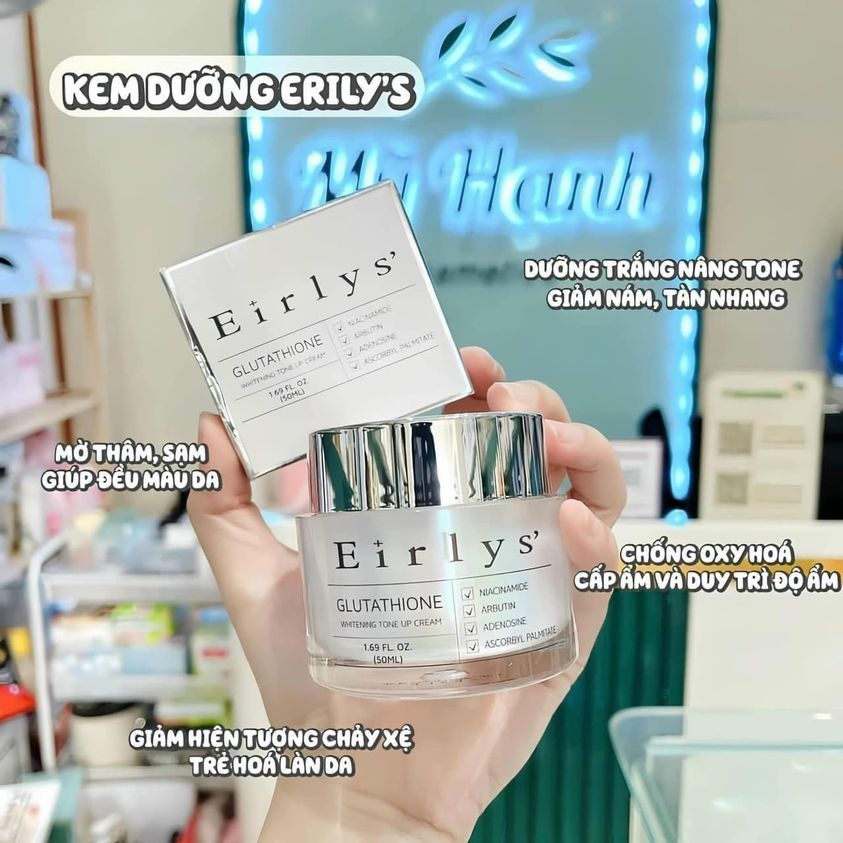 KEM DƯỠNG ERILY'S
Mỹ Hạnh
DƯỠNG TRẮNG NÂNG TONE
GIẢM NÁM, TÀN NHANG
Eirlys'
GLUTATHIONE
WHITENING TONE UP CREAM
1.69 FL. OZ.
(50ML)
NIACINAMIDE
ARBUTIN
ADENOSINE
ASCORBYL PALMITATE
MỜ THÂM, SẠM
GIÚP ĐỀU MÀU DA
Eirlys'
GLUTATHIONE
WHITENING TONE UP CREAM
1.69 FL. OZ.
(50ML)
NIACINAMIDE
ARBUTIN
ADENOSINE
ASCORBYL PALMITATE
CHỐNG OXY HOÁ
CẤP ẨM VÀ DUY TRÌ ĐỘ ẨM
GIẢM HIỆN TƯỢNG CHẢY XỆ
TRẺ HOÁ LÀN DA